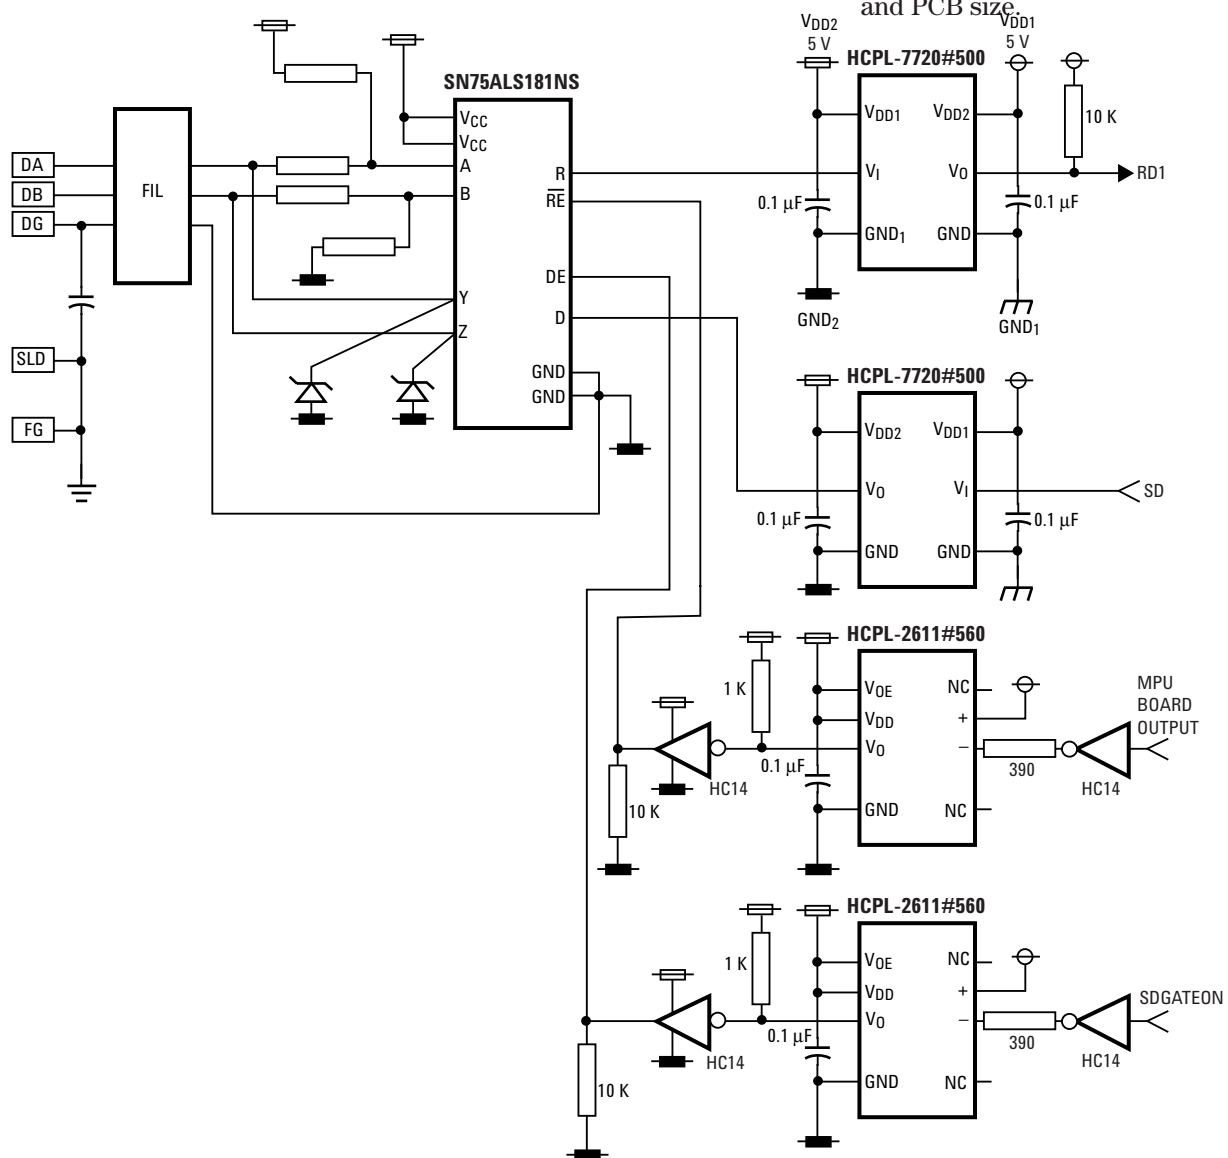 and PCB size.
VDD2
5 V
VDD1
5 V
HCPL-7720#500
SN75ALS181NS
VCC
VCC
A
B
Y
Z
R
RE
DE
D
GND
GND
DA
DB
DG
FIL
SLD
FG
VDD1
VI
GND1
VDD2
VO
GND
10 K
RD1
0.1 µF
0.1 µF
GND2
GND1
HCPL-7720#500
VDD2
VO
GND
VDD1
VI
GND
SD
0.1 µF
0.1 µF
HCPL-2611#560
VOE
VDD
VO
GND
NC
+
–
NC
1 K
0.1 µF
HC14
10 K
390
HC14
MPU
BOARD
OUTPUT
HCPL-2611#560
VOE
VDD
VO
GND
NC
+
–
NC
1 K
0.1 µF
HC14
10 K
390
HC14
SDGATEON